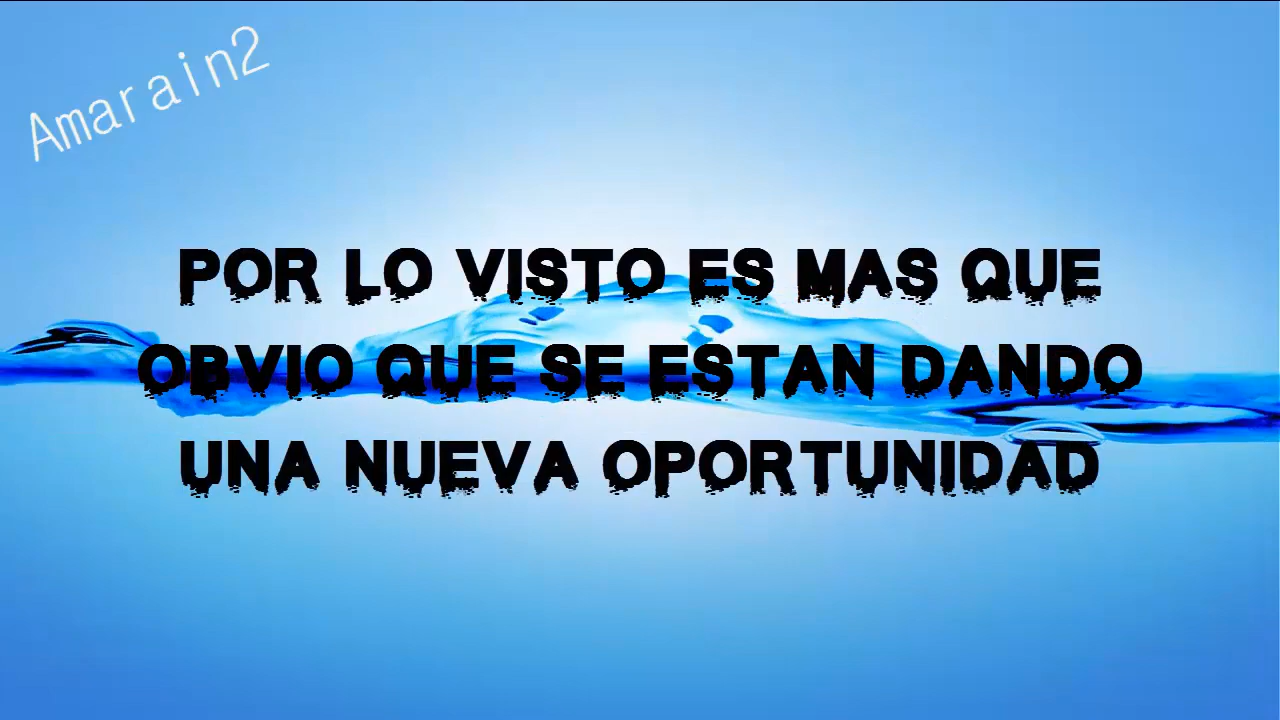 Amarain2
POR LO VISTO ES MAS QUE
OBVIO QUE SE ESTAN DANDO
UNA NUEVA OPORTUNIDAD